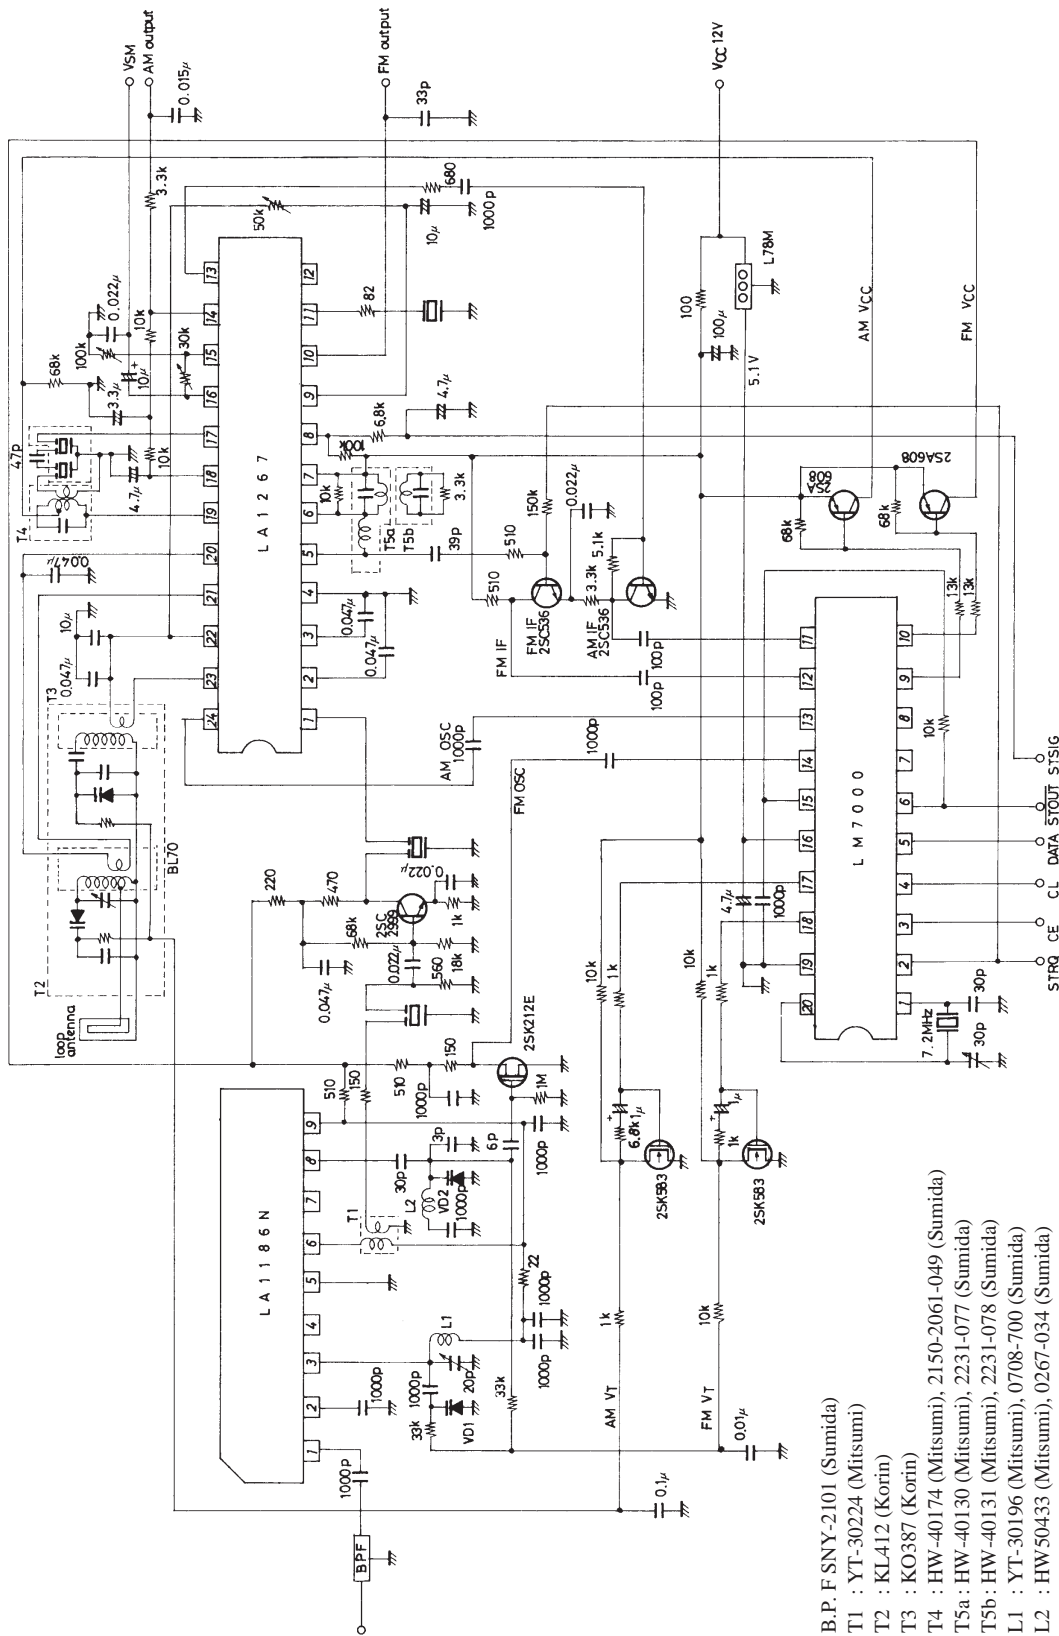 VSM
AM output
0.015μ
FM output
33p
VCC 12V
3.3k
680
1000p
10μ
50k
0.022μ
10k
30k
100k
68k
3.3μ
10μ
+
47p
10k
4.7μ
T4
0.047μ
10μ
0.047μ
T3
T2
BL70
loop
antenna
24
23
22
21
20
19
18
17
16
15
14
13
LA1267
1
2
3
4
5
6
7
8
9
10
11
12
82
4.7μ
6.8k
100k
10k
T5a
T5b
3.3k
39p
0.047μ
0.047μ
510
150k
0.022μ
510
5.1k
3.3k
FM IF
2SC536
AM IF
2SC536
FM IF
100p
100p
AM OSC
1000p
FM OSC
1000p
100
100μ
L78M
5.1V
AM VCC
FM VCC
2SA
608
2SA608
68k
68k
13k
13k
10k
20
19
18
17
16
15
14
13
12
11
LM7000
1
2
3
4
5
6
7
8
9
10
7.2MHz
30p
30p
4.7μ
1000p
STRQ
CE
CL
DATA
STOUT
STSIG
220
470
68k
2SC
2999
0.022μ
0.022μ
1k
18k
560
0.047μ
510
150
510
150
1000p
2SK212E
1M
6p
1000p
LA1186N
1
2
3
4
5
6
7
8
9
T1
30p
3p
L2
VD2
1000p
22
1000p
1000p
L1
20p
1000p
33k
VD1
1000p
1000p
BPF
33k
0.1μ
0.01μ
AM VT
1k
FM VT
10k
10k
1k
10k
1k
+
6.8k
1μ
+
1k
1μ
2SK583
2SK583
B.P. F SNY-2101 (Sumida)
T1 : YT-30224 (Mitsumi)
T2 : KL412 (Korin)
T3 : KO387 (Korin)
T4 : HW-40174 (Mitsumi), 2150-2061-049 (Sumida)
T5a : HW-40130 (Mitsumi), 2231-077 (Sumida)
T5b : HW-40131 (Mitsumi), 2231-078 (Sumida)
L1 : YT-30196 (Mitsumi), 0708-700 (Sumida)
L2 : HW50433 (Mitsumi), 0267-034 (Sumida)